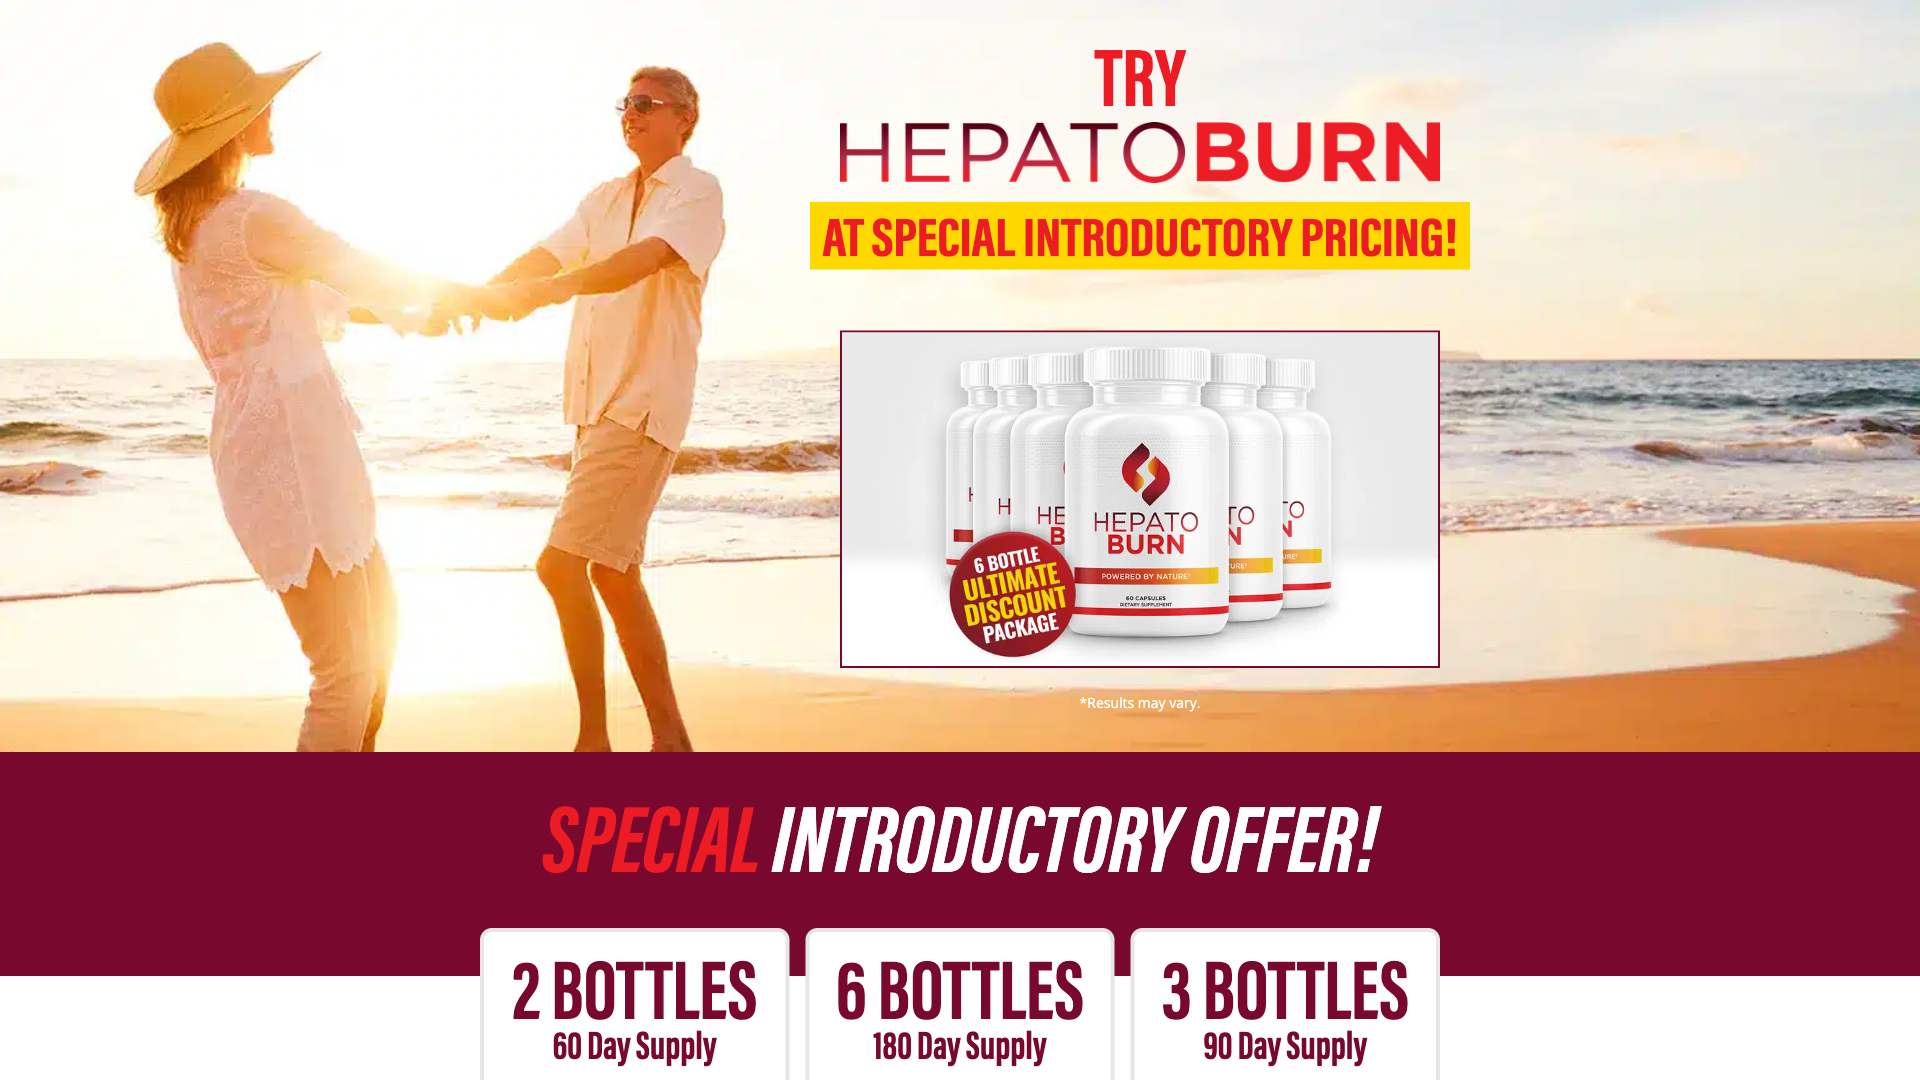 TRY
HEPATOBURN
AT SPECIAL INTRODUCTORY PRICING!
HEPATO
BURN
POWERED BY NATURE
60 CAPSULES
DIETARY SUPPLEMENT
6 BOTTLE
ULTIMATE
DISCOUNT
PACKAGE
*Results may vary.
SPECIAL INTRODUCTORY OFFER!
2 BOTTLES
60 Day Supply
6 BOTTLES
180 Day Supply
3 BOTTLES
90 Day Supply